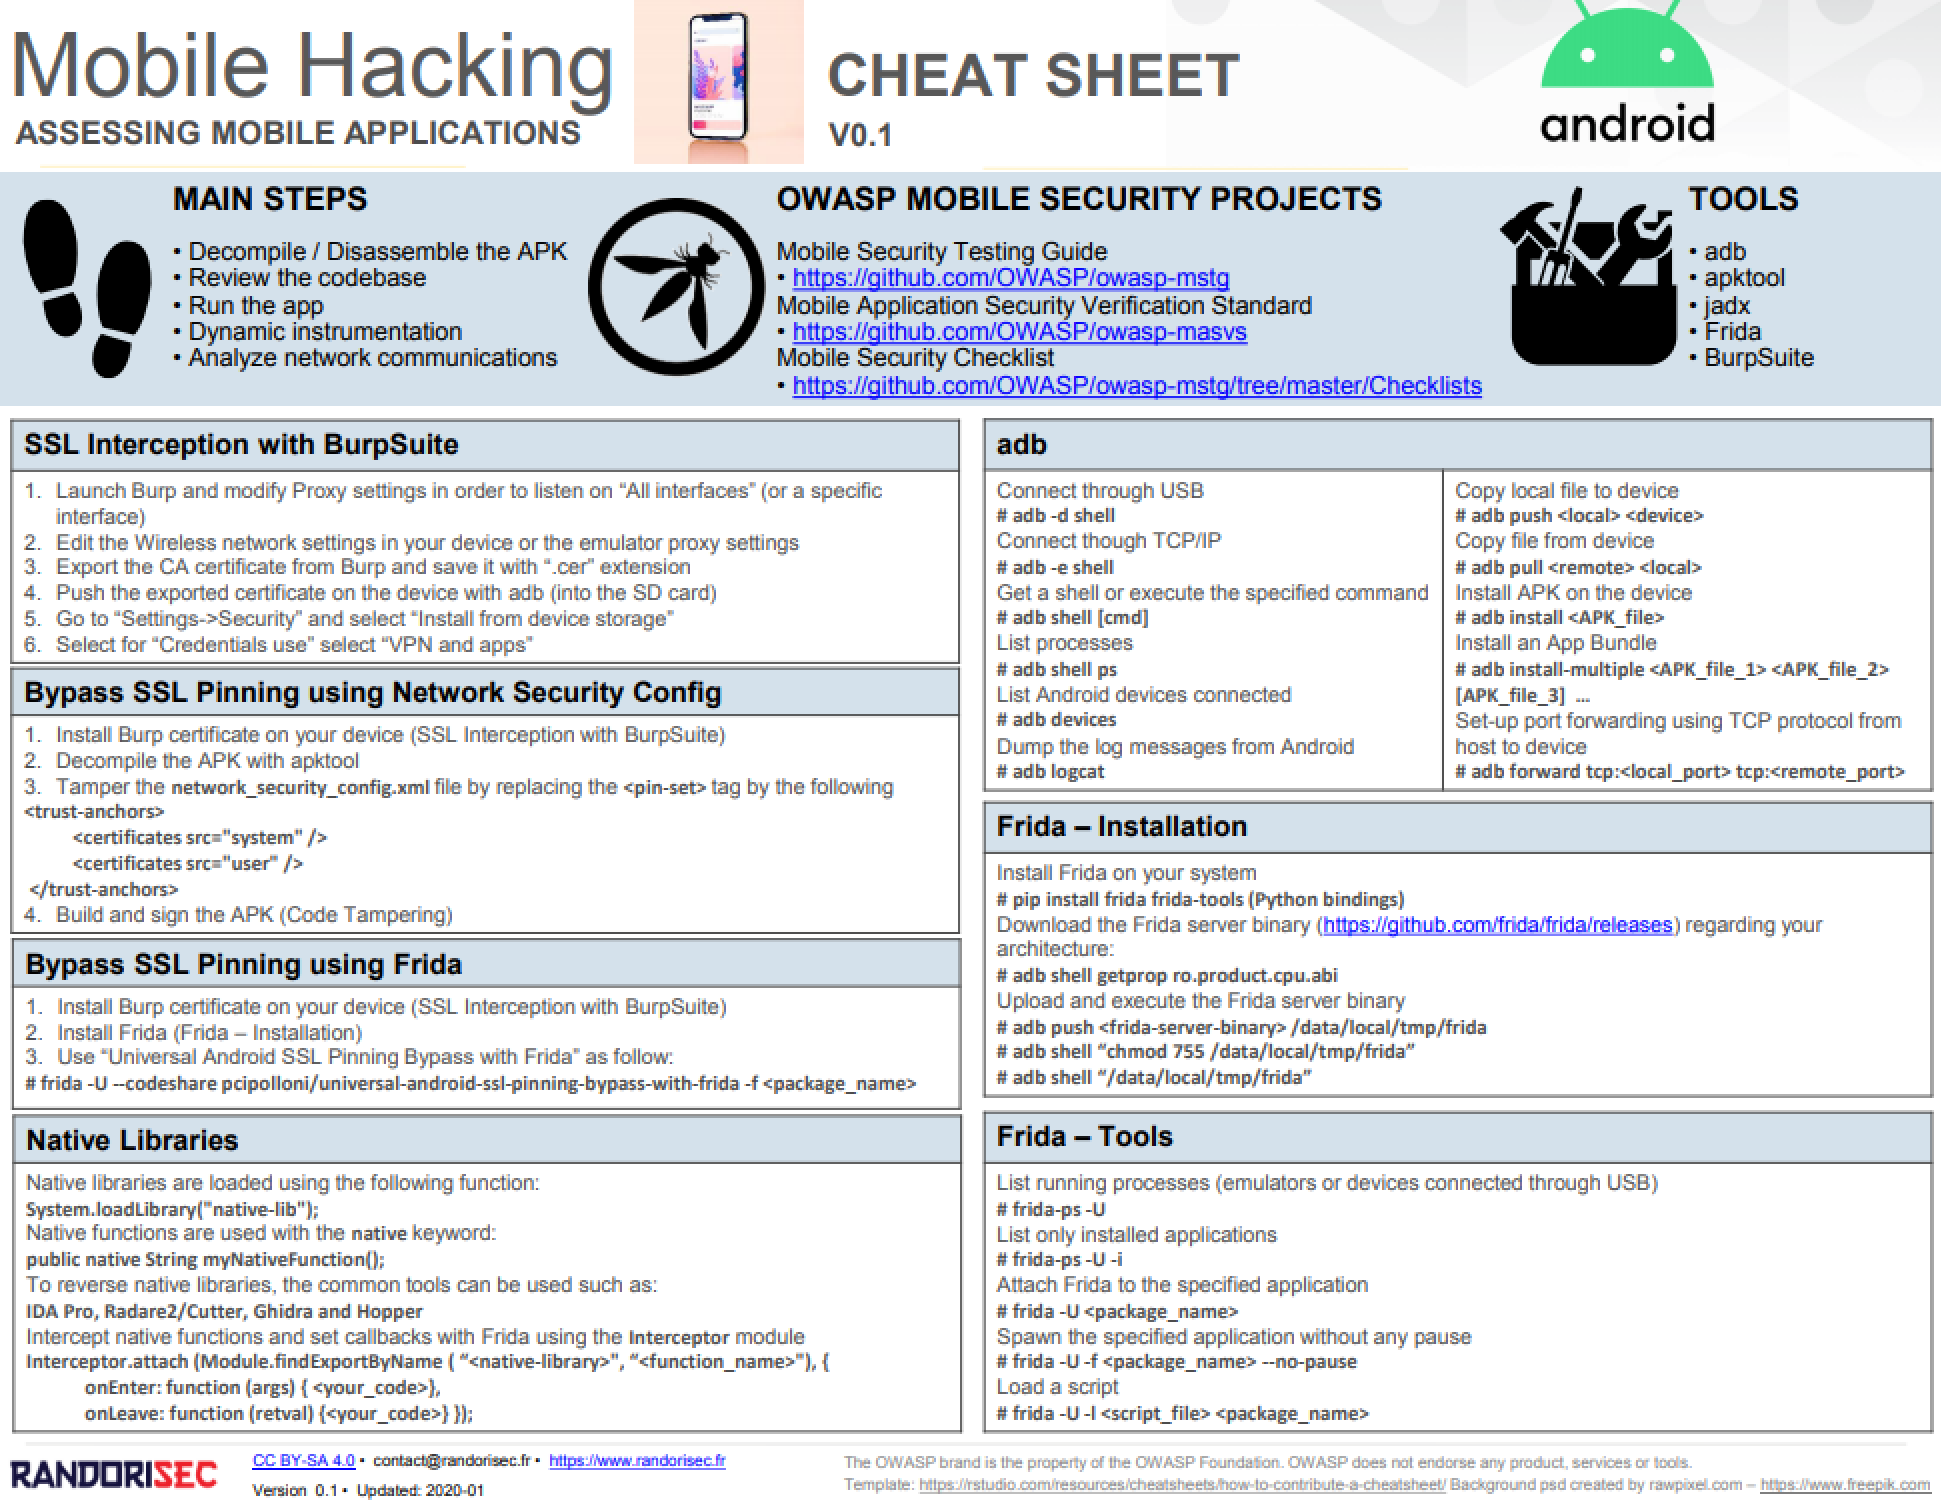 Mobile Hacking
ASSESSING MOBILE APPLICATIONS
CHEAT SHEET
V0.1
android
MAIN STEPS
• Decompile / Disassemble the APK
• Review the codebase
• Run the app
• Dynamic instrumentation
• Analyze network communications
OWASP MOBILE SECURITY PROJECTS
Mobile Security Testing Guide
• https://github.com/OWASP/owasp-mstg
Mobile Application Security Verification Standard
• https://github.com/OWASP/owasp-masvs
Mobile Security Checklist
• https://github.com/OWASP/owasp-mstg/tree/master/Checklists
TOOLS
• adb
• apktool
• jadx
• Frida
• BurpSuite
SSL Interception with BurpSuite
1. Launch Burp and modify Proxy settings in order to listen on “All interfaces” (or a specific
interface)
2. Edit the Wireless network settings in your device or the emulator proxy settings
3. Export the CA certificate from Burp and save it with “.cer” extension
4. Push the exported certificate on the device with adb (into the SD card)
5. Go to “Settings->Security” and select “Install from device storage”
6. Select for “Credentials use” select “VPN and apps”
Bypass SSL Pinning using Network Security Config
1. Install Burp certificate on your device (SSL Interception with BurpSuite)
2. Decompile the APK with apktool
3. Tamper the network_security_config.xml file by replacing the <pin-set> tag by the following
<trust-anchors>
<certificates src="system" />
<certificates src="user" />
</trust-anchors>
4. Build and sign the APK (Code Tampering)
Bypass SSL Pinning using Frida
1. Install Burp certificate on your device (SSL Interception with BurpSuite)
2. Install Frida (Frida – Installation)
3. Use “Universal Android SSL Pinning Bypass with Frida” as follow:
# frida -U --codeshare pcipolloni/universal-android-ssl-pinning-bypass-with-frida -f <package_name>
Native Libraries
Native libraries are loaded using the following function:
System.loadLibrary("native-lib");
Native functions are used with the native keyword:
public native String myNativeFunction();
To reverse native libraries, the common tools can be used such as:
IDA Pro, Radare2/Cutter, Ghidra and Hopper
Intercept native functions and set callbacks with Frida using the Interceptor module
Interceptor.attach (Module.findExportByName ( “<native-library>", “<function_name>"), {
onEnter: function (args) { <your_code>},
onLeave: function (retval) {<your_code>} });
adb
Connect through USB
# adb -d shell
Connect though TCP/IP
# adb -e shell
Get a shell or execute the specified command
# adb shell [cmd]
List processes
# adb shell ps
List Android devices connected
# adb devices
Dump the log messages from Android
# adb logcat
Copy local file to device
# adb push <local> <device>
Copy file from device
# adb pull <remote> <local>
Install APK on the device
# adb install <APK_file>
Install an App Bundle
# adb install-multiple <APK_file_1> <APK_file_2>
[APK_file_3] ...
Set-up port forwarding using TCP protocol from
host to device
# adb forward tcp:<local_port> tcp:<remote_port>
Frida – Installation
Install Frida on your system
# pip install frida frida-tools (Python bindings)
Download the Frida server binary (https://github.com/frida/frida/releases) regarding your
architecture:
# adb shell getprop ro.product.cpu.abi
Upload and execute the Frida server binary
# adb push <frida-server-binary> /data/local/tmp/frida
# adb shell “chmod 755 /data/local/tmp/frida”
# adb shell “/data/local/tmp/frida”
Frida – Tools
List running processes (emulators or devices connected through USB)
# frida-ps -U
List only installed applications
# frida-ps -U -i
Attach Frida to the specified application
# frida -U <package_name>
Spawn the specified application without any pause
# frida -U -f <package_name> --no-pause
Load a script
# frida -U -l <script_file> <package_name>
RANDORISEC
CC BY-SA 4.0 • contact@randorisec.fr • https://www.randorisec.fr
Version 0.1 • Updated: 2020-01
The OWASP brand is the property of the OWASP Foundation. OWASP does not endorse any product, services or tools.
Template: https://rstudio.com/resources/cheatsheets/how-to-contribute-a-cheatsheet/ Background psd created by rawpixel.com – https://www.freepik.com